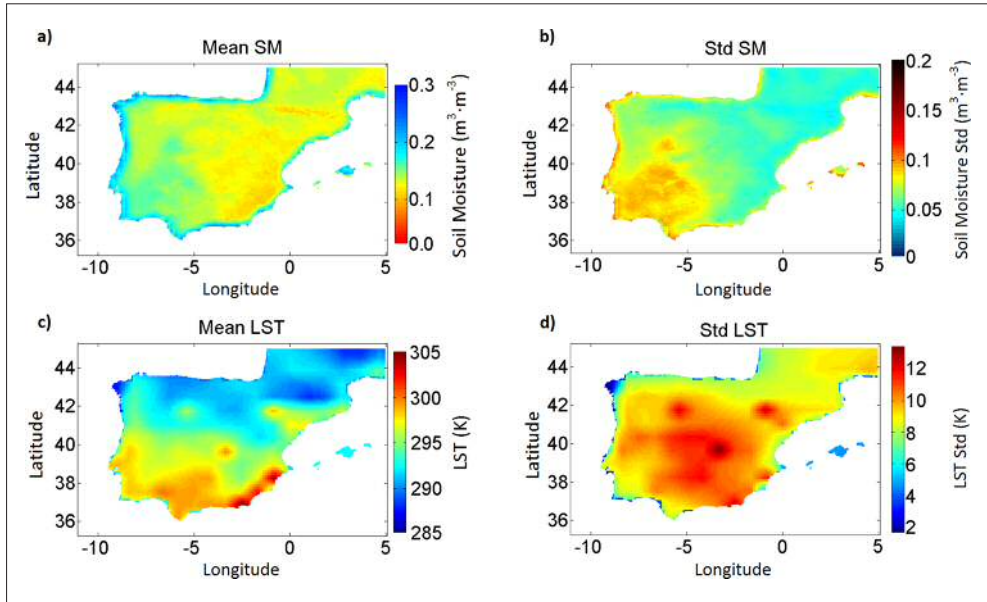 a)
Mean SM
44
42
40
38
36
-10
-5
0
5
Latitude
Longitude
0.3
0.2
0.1
0.0
Soil Moisture (m³·m⁻³)
b)
Std SM
44
42
40
38
36
-10
-5
0
5
Latitude
Longitude
0.2
0.15
0.1
0.05
0
Soil Moisture Std (m³·m⁻³)
c)
Mean LST
44
42
40
38
36
-10
-5
0
5
Latitude
Longitude
305
300
295
290
285
LST (K)
d)
Std LST
44
42
40
38
36
-10
-5
0
5
Latitude
Longitude
12
10
8
6
4
2
LST Std (K)